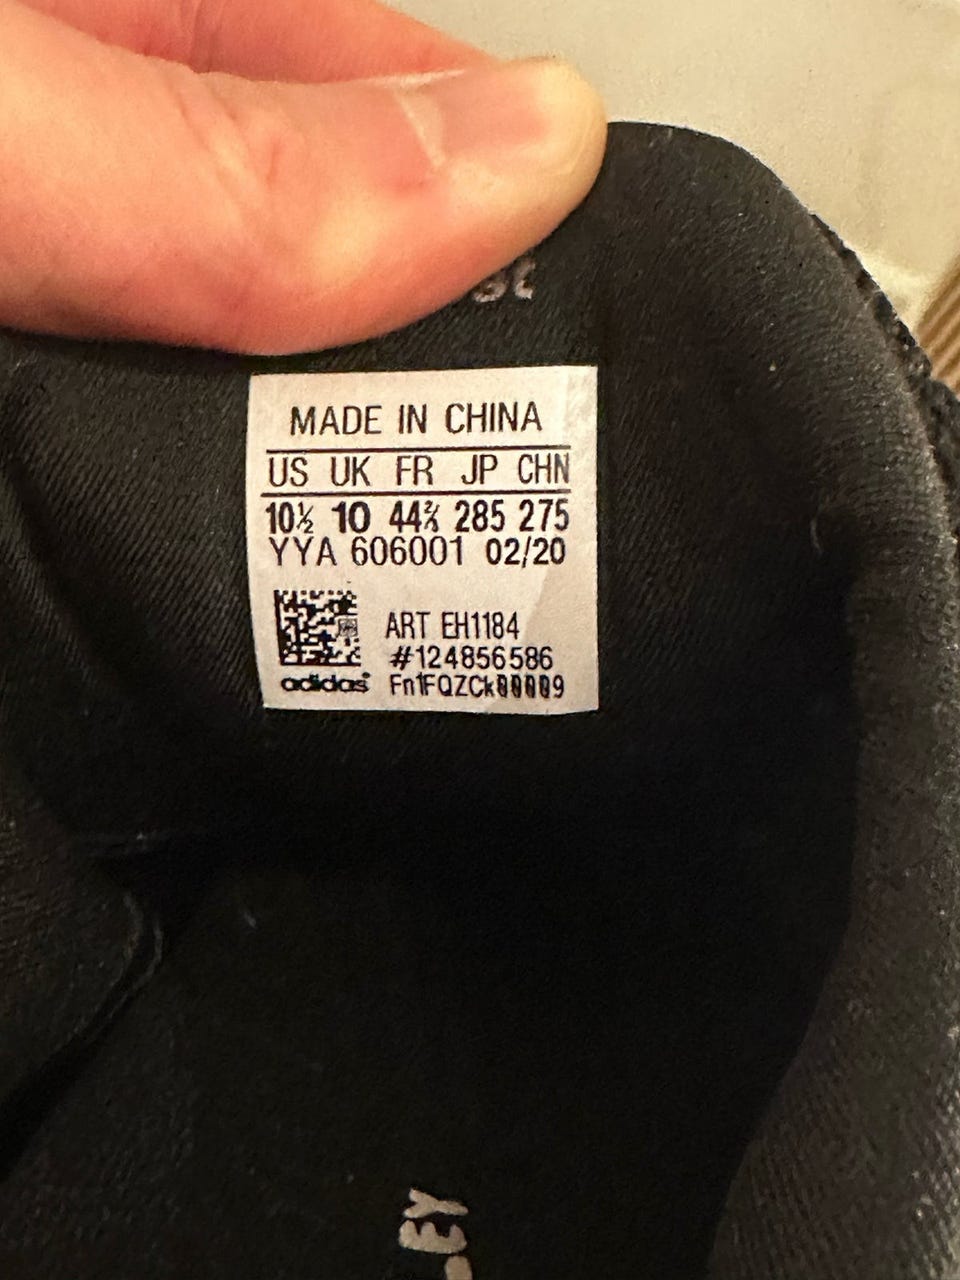 MADE IN CHINA
US UK FR JP CHN
10½ 10 44⅔ 285 275
YYA 606001 02/20
ART EH1184
#124856586
adidas Fn1FQZCk00009